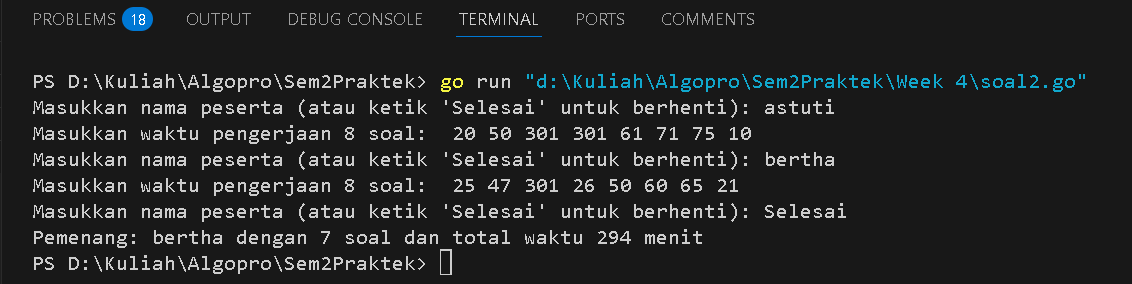 PROBLEMS 18 OUTPUT DEBUG CONSOLE TERMINAL PORTS COMMENTS
PS D:\Kuliah\Algopro\Sem2Praktek> go run "d:\Kuliah\Algopro\Sem2Praktek\Week 4\soal2.go"
Masukkan nama peserta (atau ketik 'Selesai' untuk berhenti): astuti
Masukkan waktu pengerjaan 8 soal:  20 50 301 301 61 71 75 10
Masukkan nama peserta (atau ketik 'Selesai' untuk berhenti): bertha
Masukkan waktu pengerjaan 8 soal:  25 47 301 26 50 60 65 21
Masukkan nama peserta (atau ketik 'Selesai' untuk berhenti): Selesai
Pemenang: bertha dengan 7 soal dan total waktu 294 menit
PS D:\Kuliah\Algopro\Sem2Praktek>